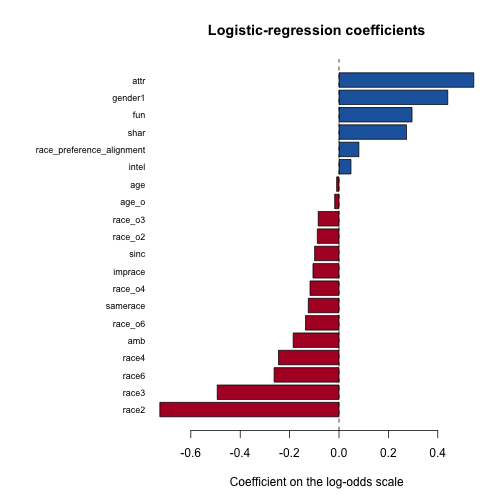 Logistic-regression coefficients
attr
gender1
fun
shar
race_preference_alignment
intel
age
age_o
race_o3
race_o2
sinc
imprace
race_o4
samerace
race_o6
amb
race4
race6
race3
race2
-0.6 -0.4 -0.2 0.0 0.2 0.4
Coefficient on the log-odds scale